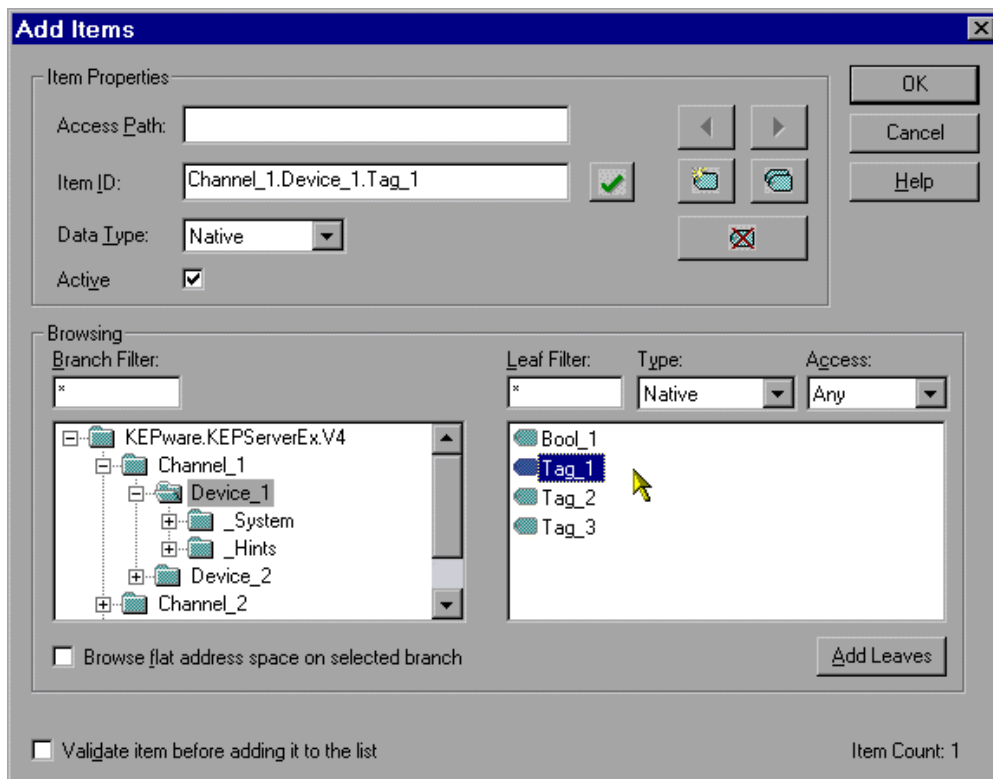 Add Items
Item Properties
Access Path:
Item ID: Channel_1.Device_1.Tag_1
Data Type: Native
Active
OK
Cancel
Help
Browsing
Branch Filter: Leaf Filter: Type: Access:
* * Native Any
KEPware.KEPServerEx.V4
Channel_1
Device_1
_System
_Hints
Device_2
Channel_2
Bool_1
Tag_1
Tag_2
Tag_3
Browse flat address space on selected branch
Add Leaves
Validate item before adding it to the list
Item Count: 1